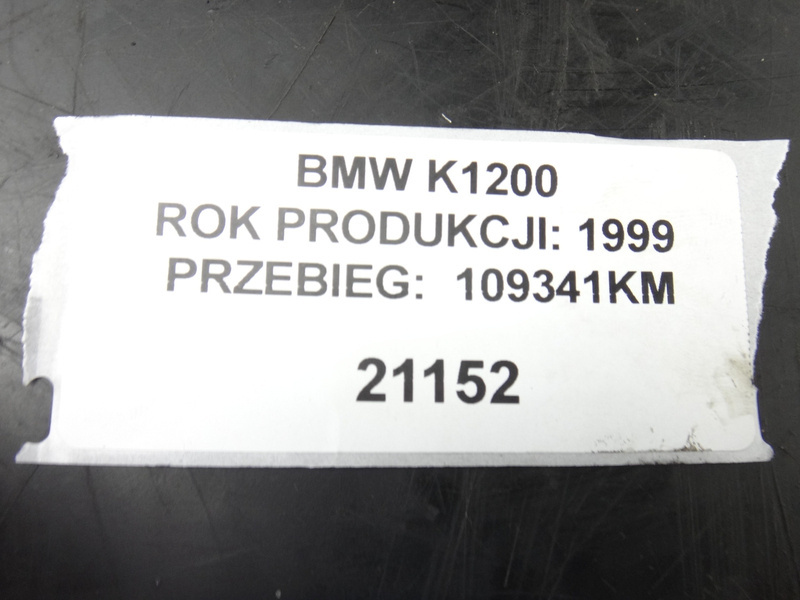 BMW K1200
ROK PRODUKCJI: 1999
PRZEBIEG: 109341KM
21152